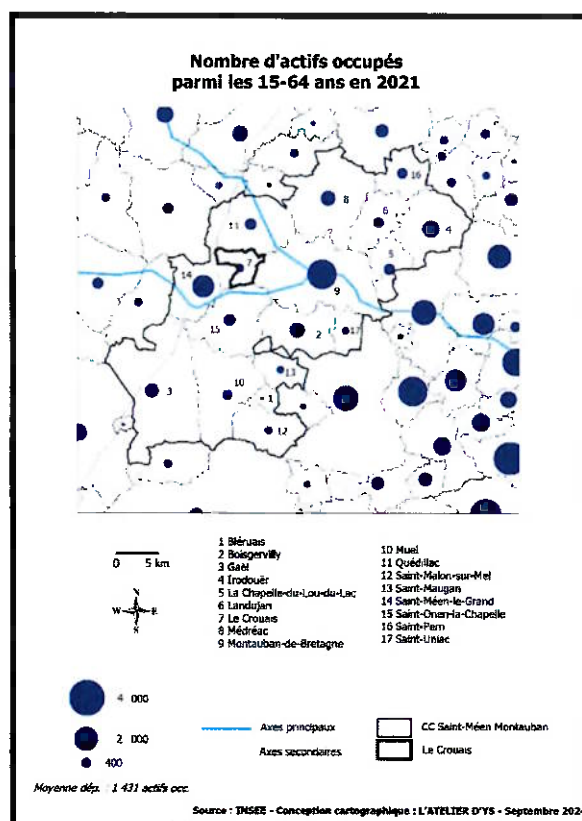 Nombre d'actifs occupés
parmi les 15-64 ans en 2021
16
8
6
4
11
7
5
14
9
15
2
17
13
3
10
1
12
0 5 km
N
W E
S
1 Bléruais
2 Boisgervilly
3 Gaël
4 Irodouër
5 La Chapelle-du-Lou-du-Lac
6 Landujan
7 Le Crouais
8 Médréac
9 Montauban-de-Bretagne
10 Muel
11 Quédillac
12 Saint-Malon-sur-Mel
13 Saint-Maugan
14 Saint-Méen-le-Grand
15 Saint-Onen-la-Chapelle
16 Saint-Pern
17 Saint-Uniac
4 000
2 000
400
Axes principaux
Axes secondaires
CC Saint-Méen Montauban
Le Crouais
Moyenne dép. : 1 431 actifs occ.
Source : INSEE - Conception cartographique : L'ATELIER D'YS - Septembre 2024